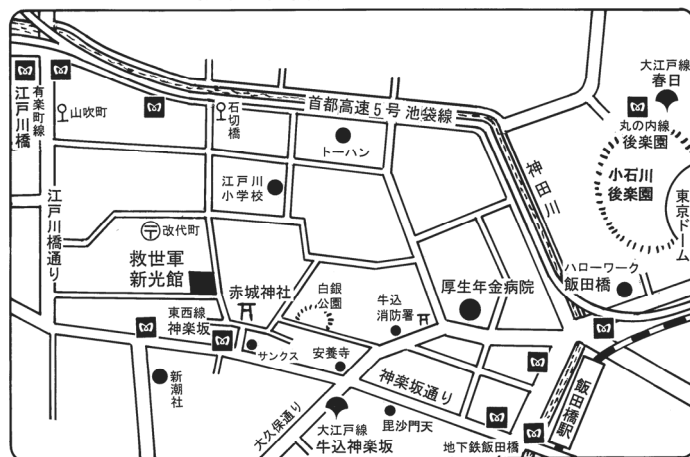 大江戸線
春日
丸の内線
後楽園
小石川
後楽園
東京ドーム
首都高速5号 池袋線
有楽町線
江戸川橋
山吹町
石切橋
トーハン
神田川
江戸川
小学校
江戸川橋通り
〒改代町
救世軍
新光館
赤城神社
白銀
公園
牛込
消防署
厚生年金病院
ハローワーク
飯田橋
東西線
神楽坂
サンクス
安養寺
神楽坂通り
飯田橋駅
新潮社
大久保通り
大江戸線
牛込神楽坂
毘沙門天
地下鉄飯田橋